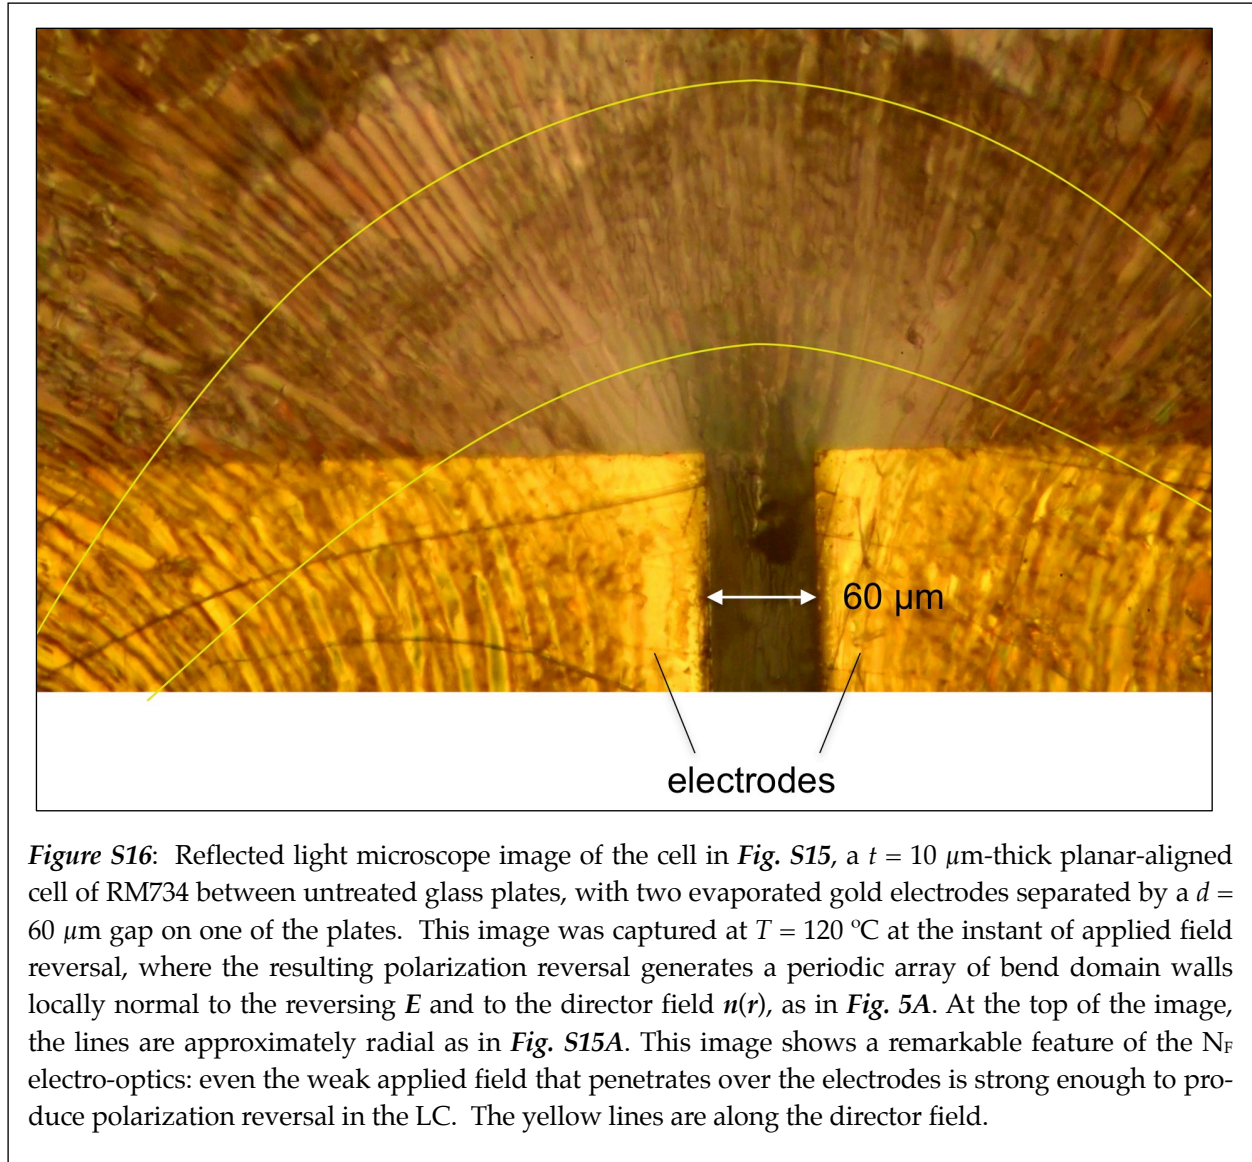 60 µm
electrodes
Figure S16: Reflected light microscope image of the cell in Fig. S15, a t = 10 µm-thick planar-aligned
cell of RM734 between untreated glass plates, with two evaporated gold electrodes separated by a d =
60 µm gap on one of the plates. This image was captured at T = 120 ºC at the instant of applied field
reversal, where the resulting polarization reversal generates a periodic array of bend domain walls
locally normal to the reversing E and to the director field n(r), as in Fig. 5A. At the top of the image,
the lines are approximately radial as in Fig. S15A. This image shows a remarkable feature of the NF
electro-optics: even the weak applied field that penetrates over the electrodes is strong enough to pro-
duce polarization reversal in the LC. The yellow lines are along the director field.